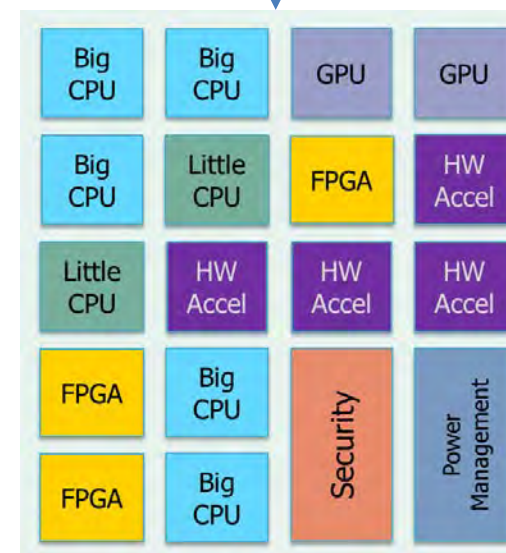 Big
CPU
Big
CPU
GPU
GPU
Big
CPU
Little
CPU
FPGA
HW
Accel
Little
CPU
HW
Accel
HW
Accel
HW
Accel
FPGA
Big
CPU
Security
Power
Management
FPGA
Big
CPU